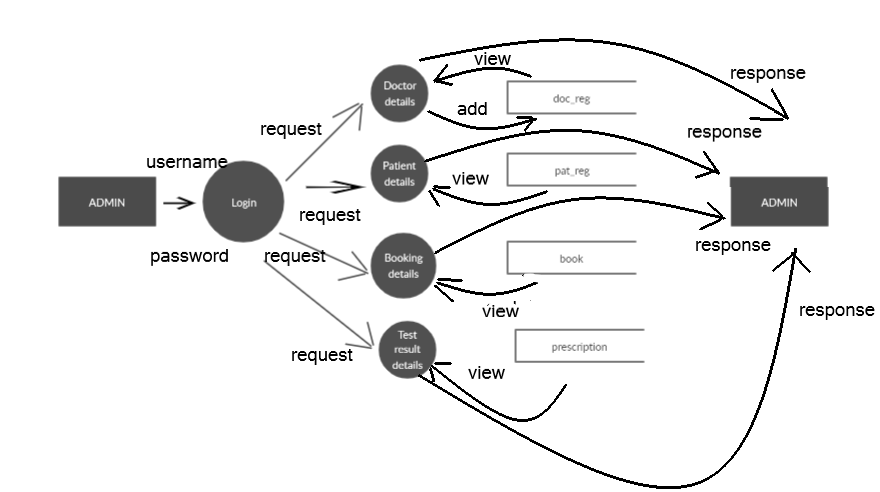 view
response
Doctor
details
doc_reg
add
request
response
username
Patient
details
pat_reg
view
ADMIN
Login
ADMIN
request
password
request
Booking
details
book
response
view
response
Test
result
details
prescription
request
view